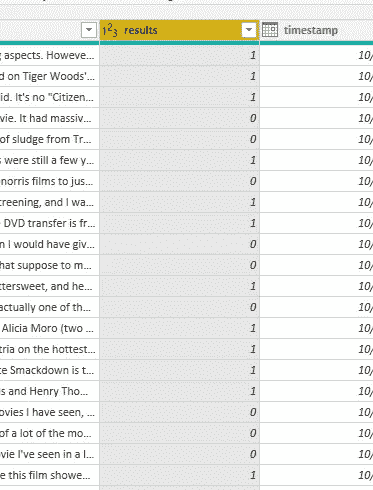 1²3 results timestamp
g aspects. Howeve... 1 10/
d on Tiger Woods'... 1 10/
id. It's no "Citizen... 1 10/
vie. It had massiv... 0 10/
of sludge from Tr... 0 10/
s were still a few y... 1 10/
norris films to jus... 0 10/
creening, and I wa... 1 10/
DVD transfer is fr... 1 10/
n I would have giv... 0 10/
hat suppose to m... 0 10/
ttersweet, and he... 1 10/
actually one of th... 0 10/
Alicia Moro (two ... 1 10/
tria on the hottest... 1 10/
te Smackdown is t... 1 10/
s and Henry Tho... 1 10/
ovies I have seen, ... 0 10/
of a lot of the mo... 0 10/
vie I've seen in a l... 0 10/
e this film showe... 1 10/